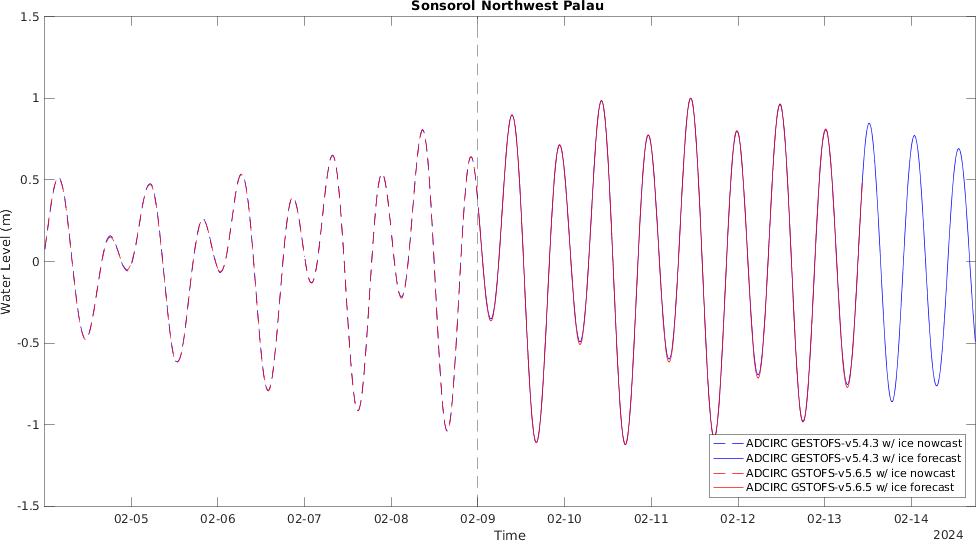 Sonsorol Northwest Palau
1.5
1
0.5
0
-0.5
-1
-1.5
Water Level (m)
ADCIRC GESTOFS-v5.4.3 w/ ice nowcast
ADCIRC GESTOFS-v5.4.3 w/ ice forecast
ADCIRC GSTOFS-v5.6.5 w/ ice nowcast
ADCIRC GSTOFS-v5.6.5 w/ ice forecast
02-05 02-06 02-07 02-08 02-09 02-10 02-11 02-12 02-13 02-14
Time
2024